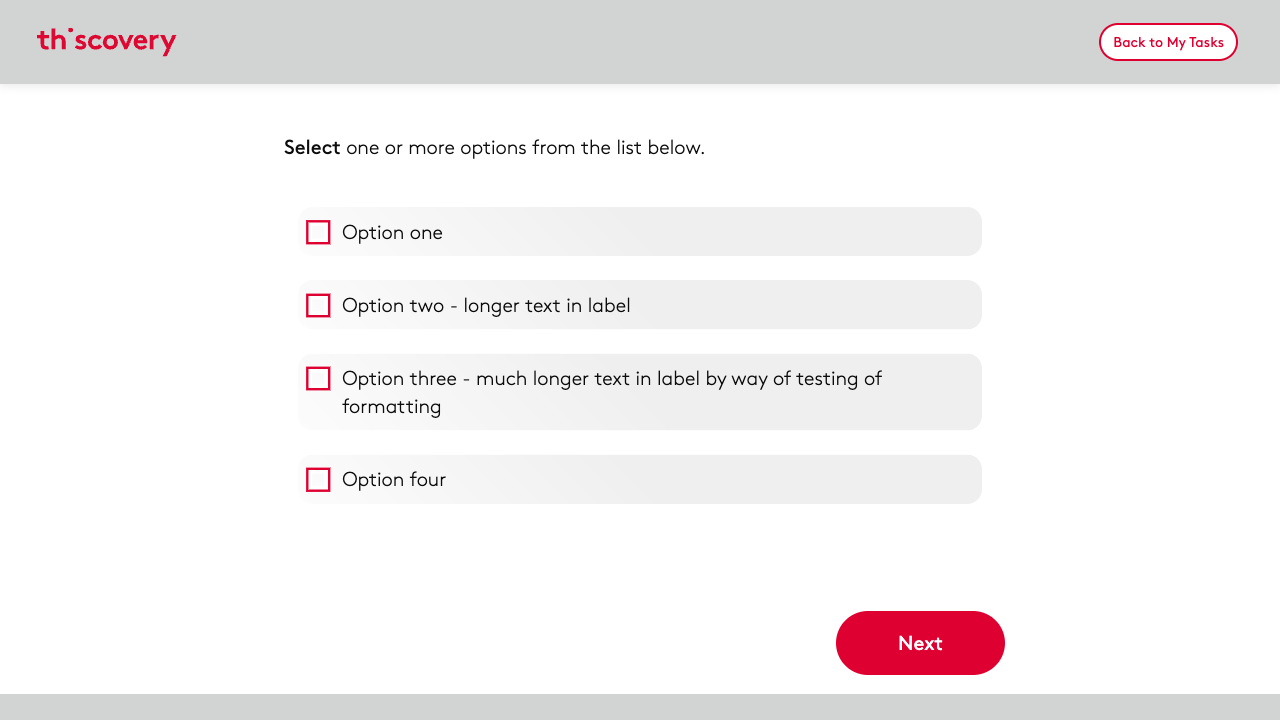 thiscovery
Back to My Tasks
Select one or more options from the list below.
Option one
Option two - longer text in label
Option three - much longer text in label by way of testing of
formatting
Option four
Next